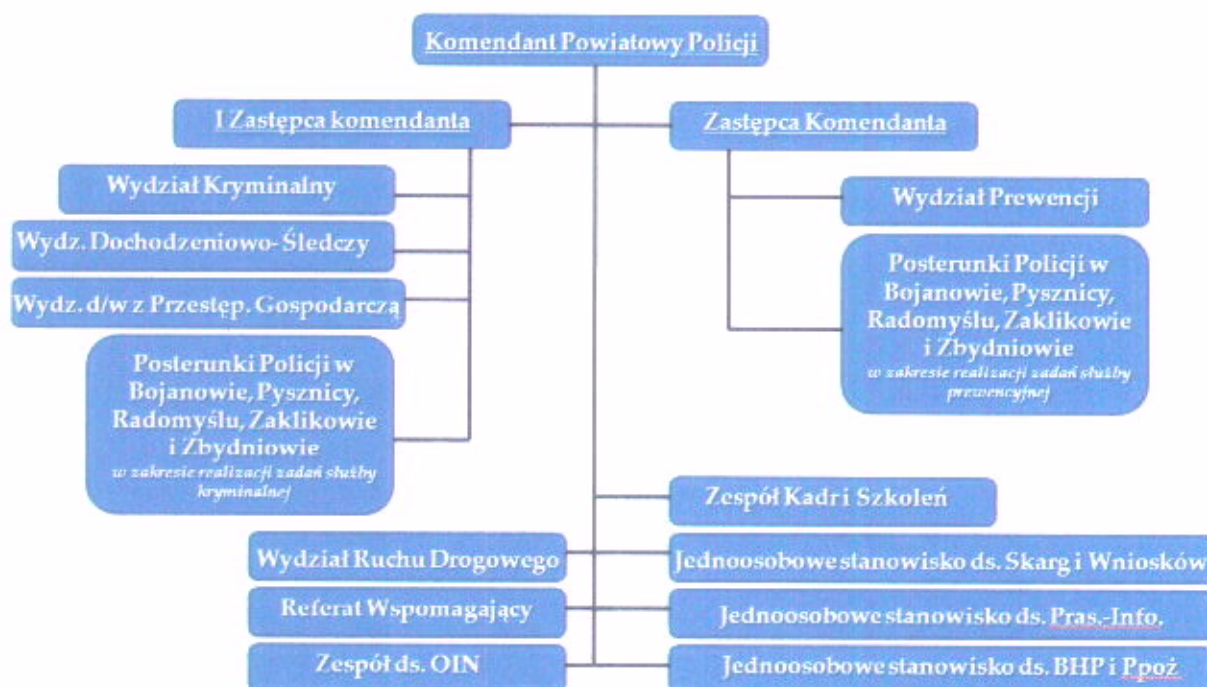 Komendant Powiatowy Policji
I Zastępca komendanta
Zastępca Komendanta
Wydział Kryminalny
Wydz. Dochodzeniowo- Śledczy
Wydz. d/w z Przestęp. Gospodarczą
Posterunki Policji w
Bojanowie, Pysznicy,
Radomyślu, Zaklikowie
i Zbydniowie
w zakresie realizacji zadań służby
kryminalnej
Wydział Prewencji
Posterunki Policji w
Bojanowie, Pysznicy,
Radomyślu, Zaklikowie
i Zbydniowie
w zakresie realizacji zadań służby
prewencyjnej
Zespół Kadr i Szkoleń
Wydział Ruchu Drogowego
Jednoosobowe stanowisko ds. Skarg i Wniosków
Referat Wspomagający
Jednoosobowe stanowisko ds. Pras.-Info.
Zespół ds. OIN
Jednoosobowe stanowisko ds. BHP i Ppoż